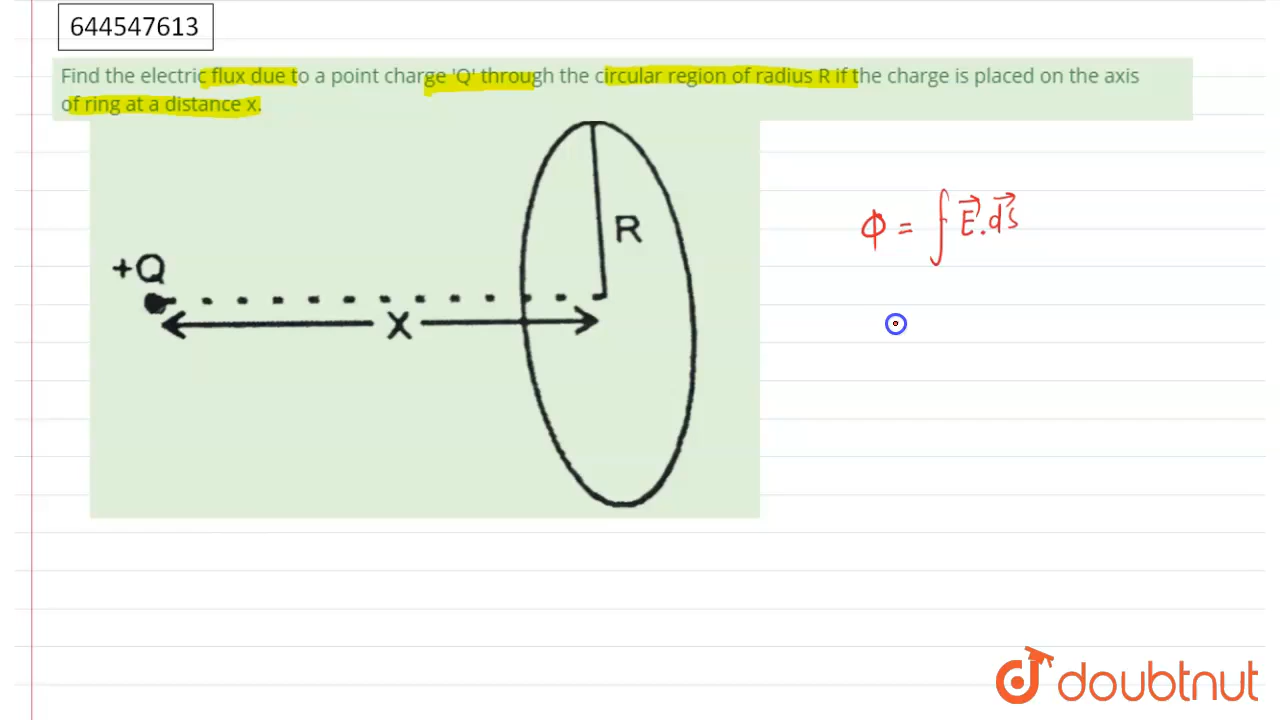 644547613
Find the electric flux due to a point charge 'Q' through the circular region of radius R if the charge is placed on the axis
of ring at a distance x.
R
+Q
X
Φ = ∫ E⃗. ds⃗
doubtnut